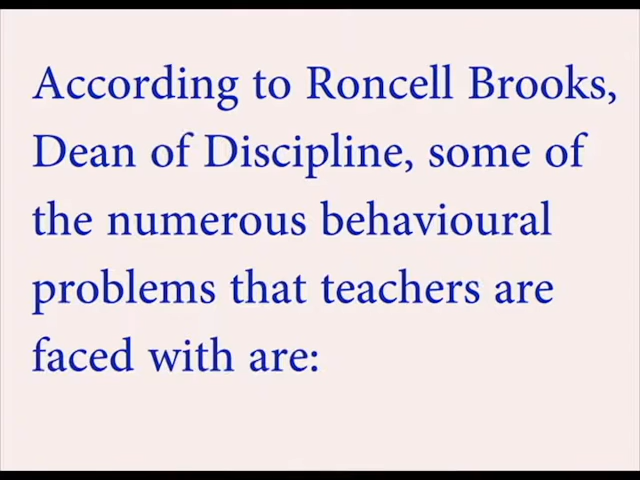 According to Roncell Brooks,
Dean of Discipline, some of
the numerous behavioural
problems that teachers are
faced with are: